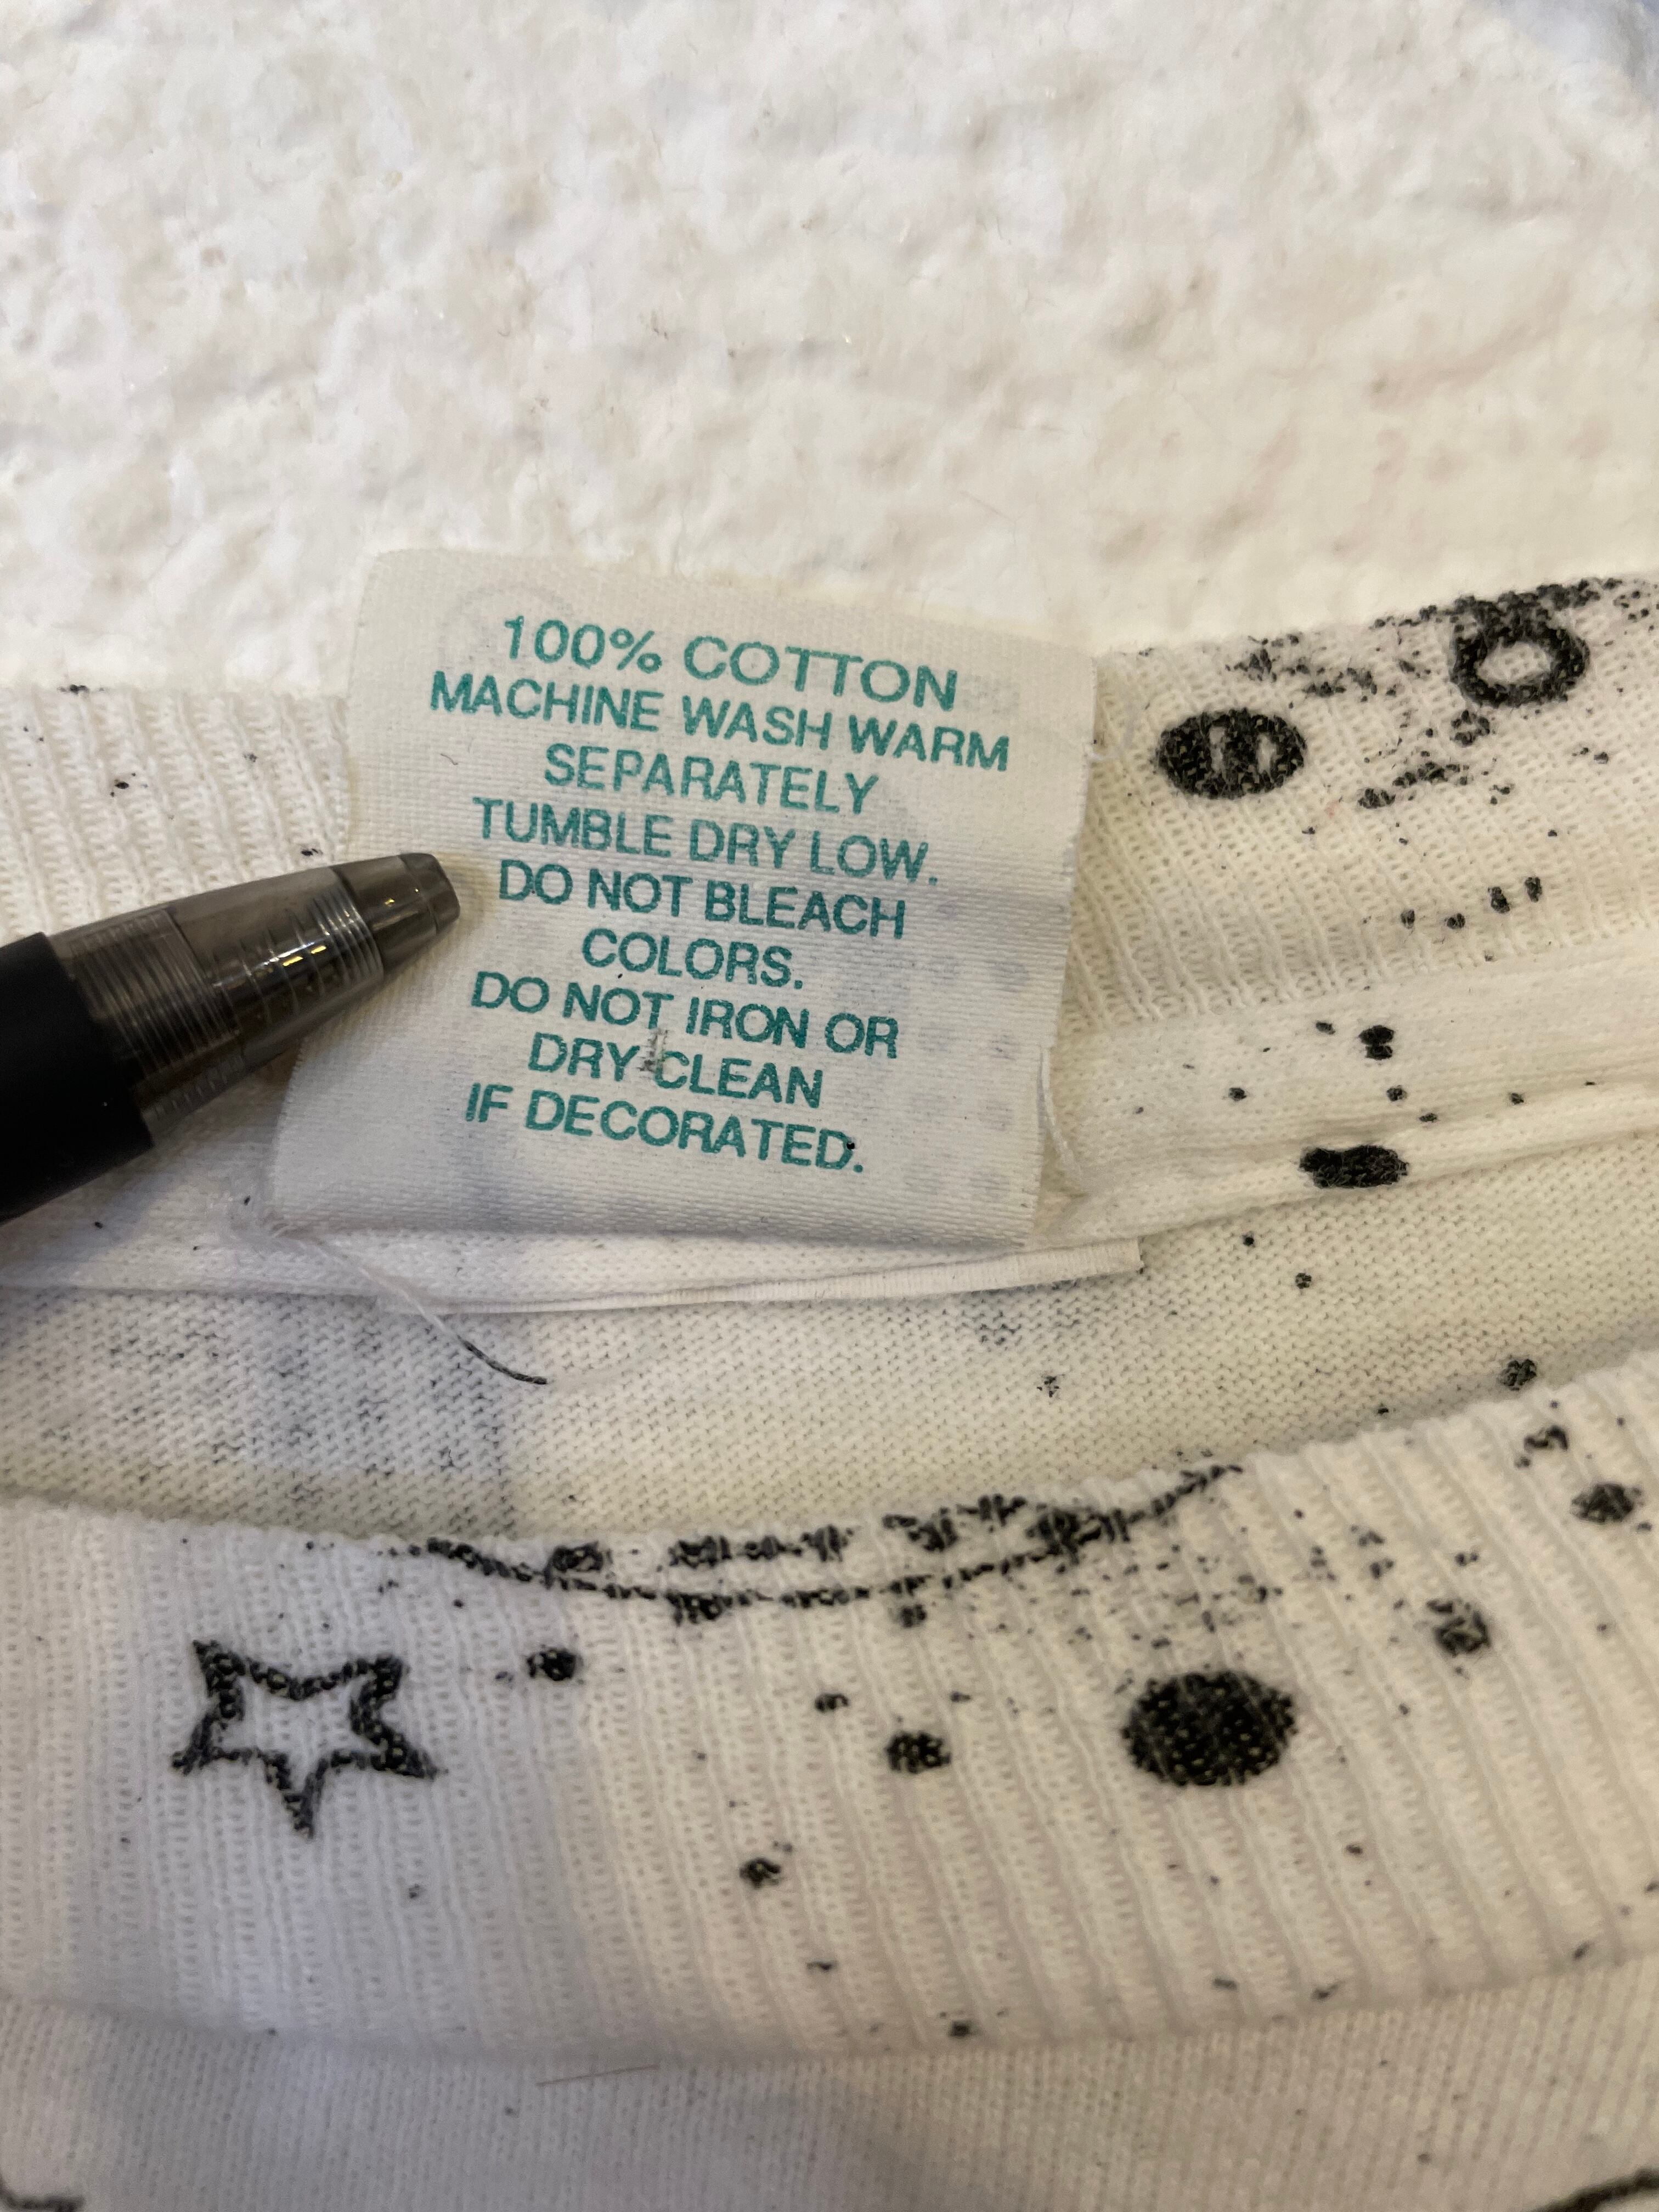 100% COTTON
MACHINE WASH WARM
SEPARATELY
TUMBLE DRY LOW.
DO NOT BLEACH
COLORS.
DO NOT IRON OR
DRY CLEAN
IF DECORATED.